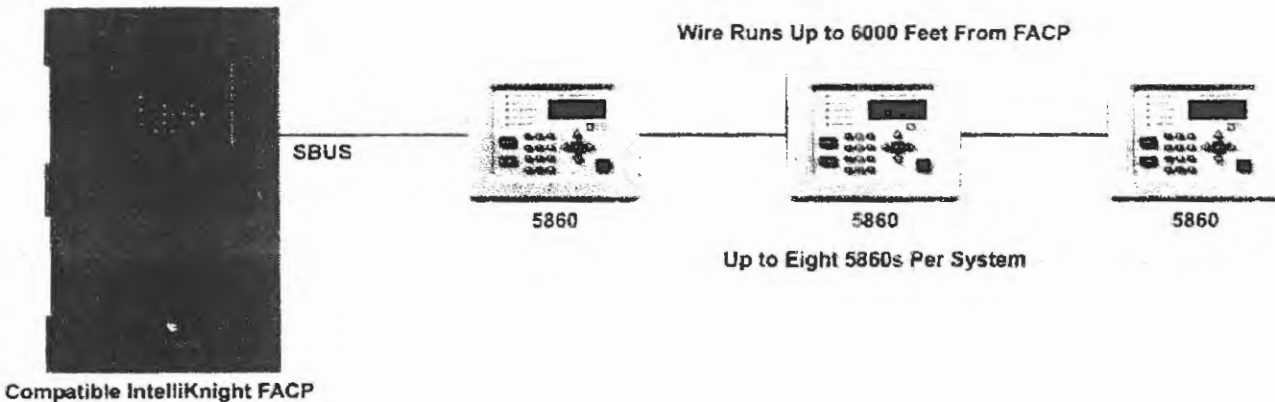 Wire Runs Up to 6000 Feet From FACP
SBUS
5860
5860
5860
Up to Eight 5860s Per System
Compatible IntelliKnight FACP